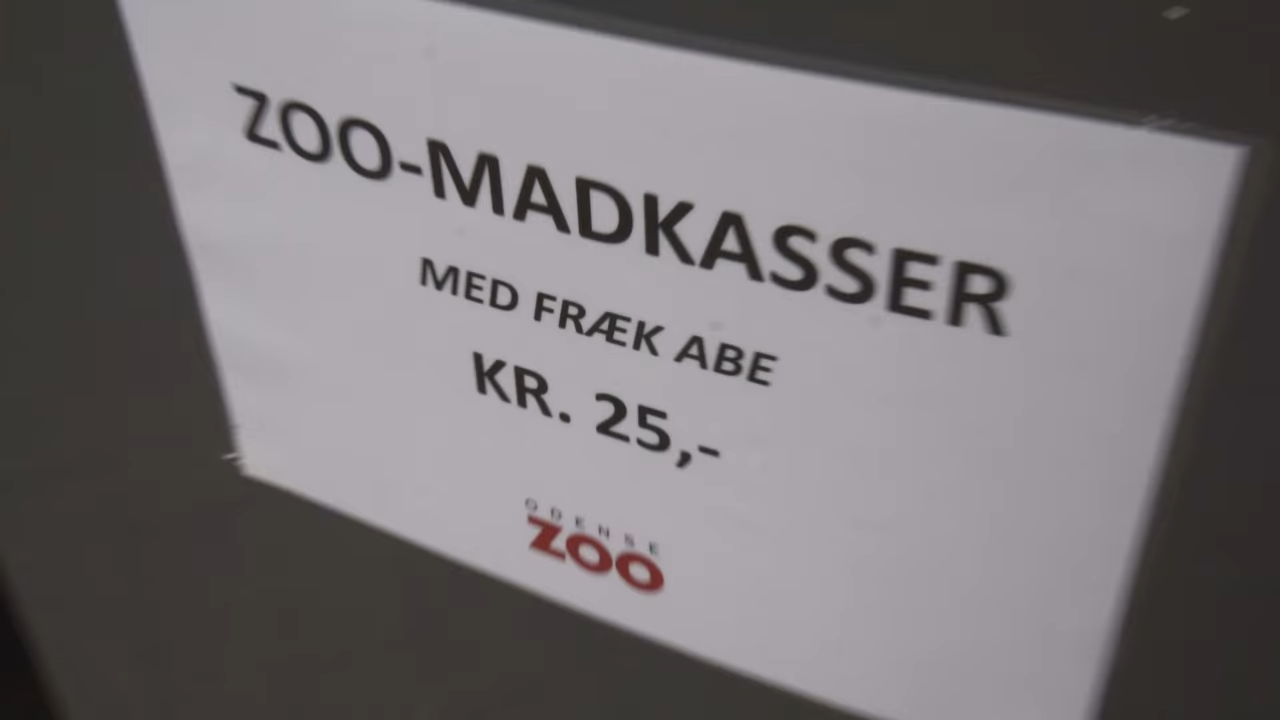 ZOO-MADKASSER
MED FRÆK ABE
KR. 25,-
ODENSE
ZOO